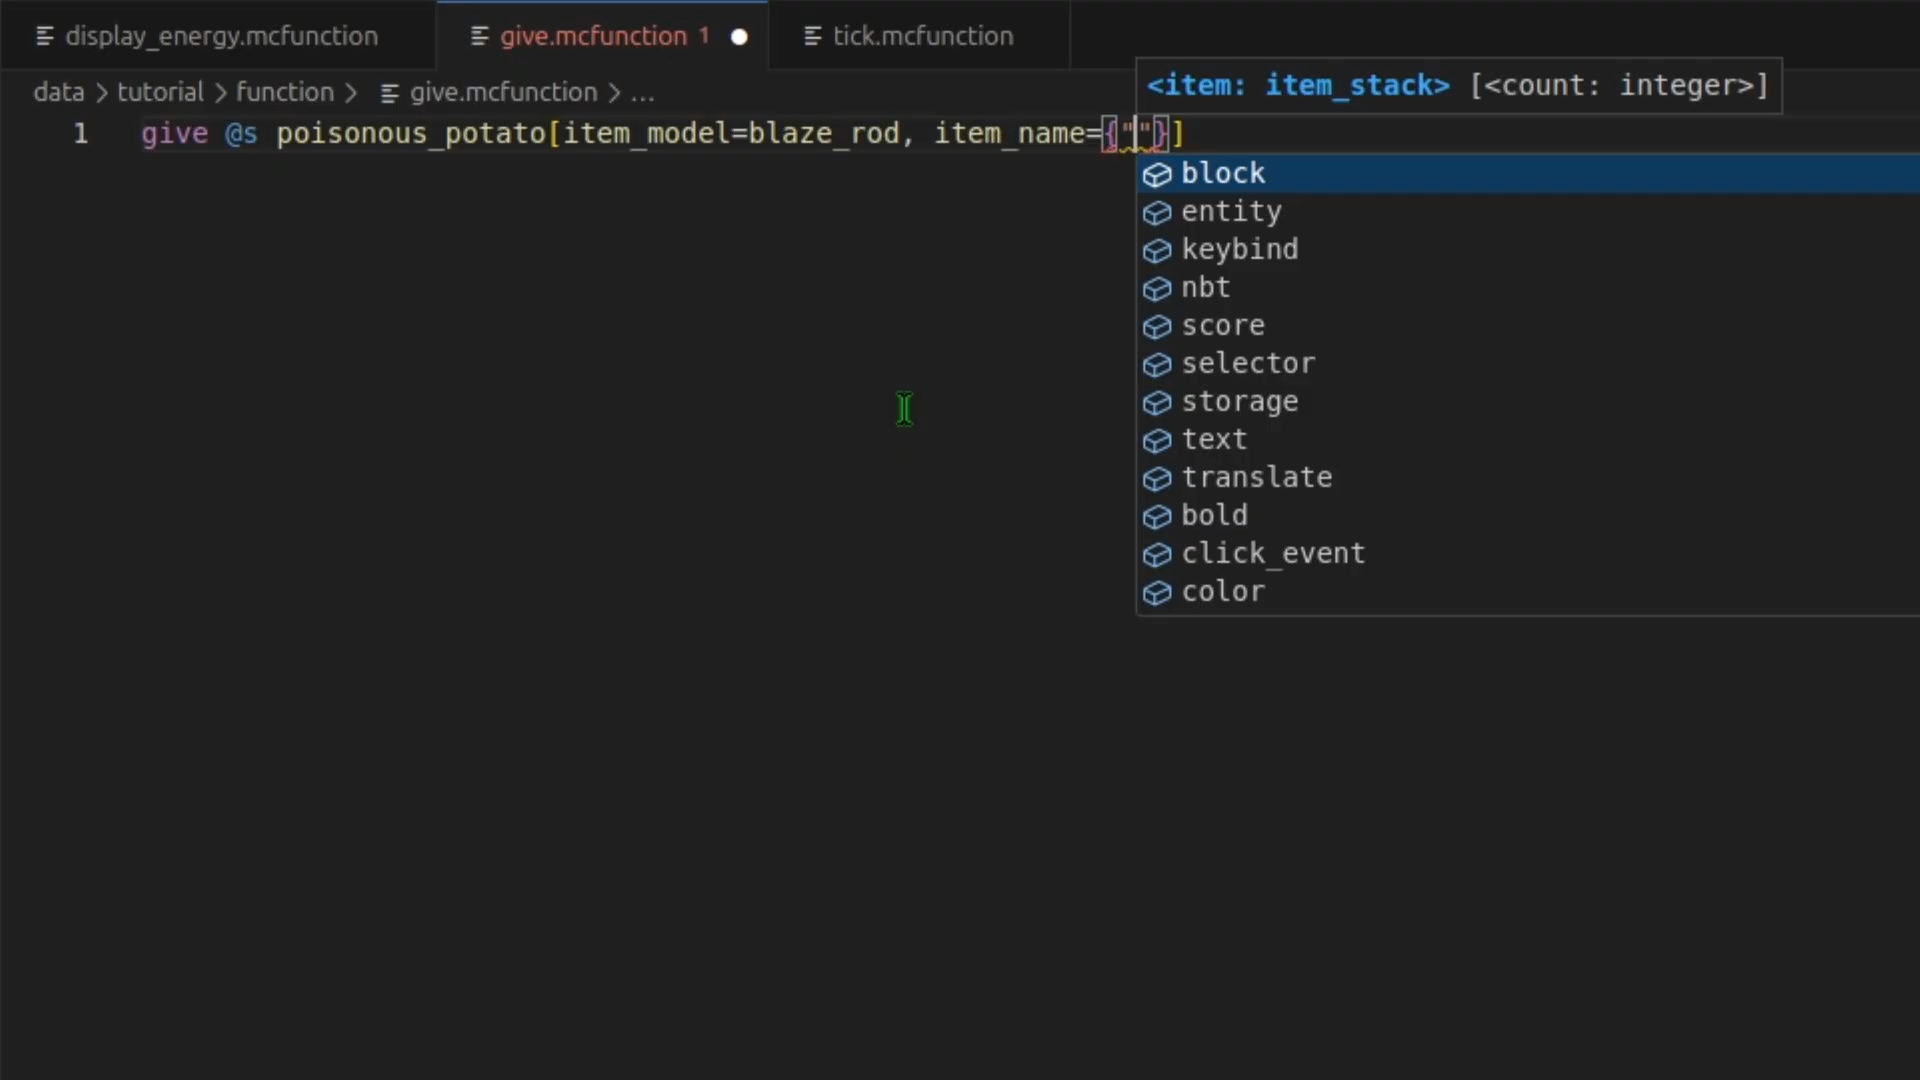 display_energy.mcfunction
give.mcfunction 1
tick.mcfunction
data > tutorial > function > give.mcfunction > ...
<item: item_stack> [<count: integer>]
1 give @s poisonous_potato[item_model=blaze_rod, item_name={""}]
block
entity
keybind
nbt
score
selector
storage
text
translate
bold
click_event
color